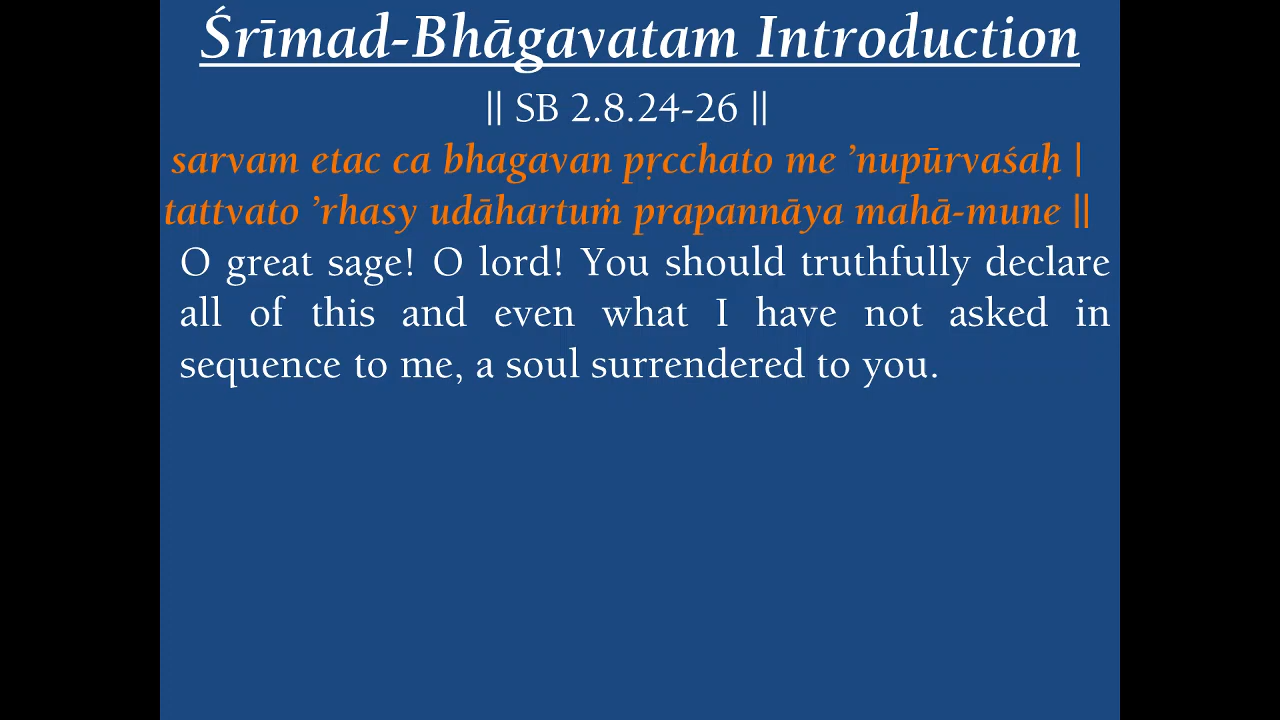 Śrīmad-Bhāgavatam Introduction
|| SB 2.8.24-26 ||
sarvam etac ca bhagavan pṛcchato me ’nupūrvaśaḥ |
tattvato ’rhasy udāhartuṁ prapannāya mahā-mune ||
O great sage! O lord! You should truthfully declare
all of this and even what I have not asked in
sequence to me, a soul surrendered to you.